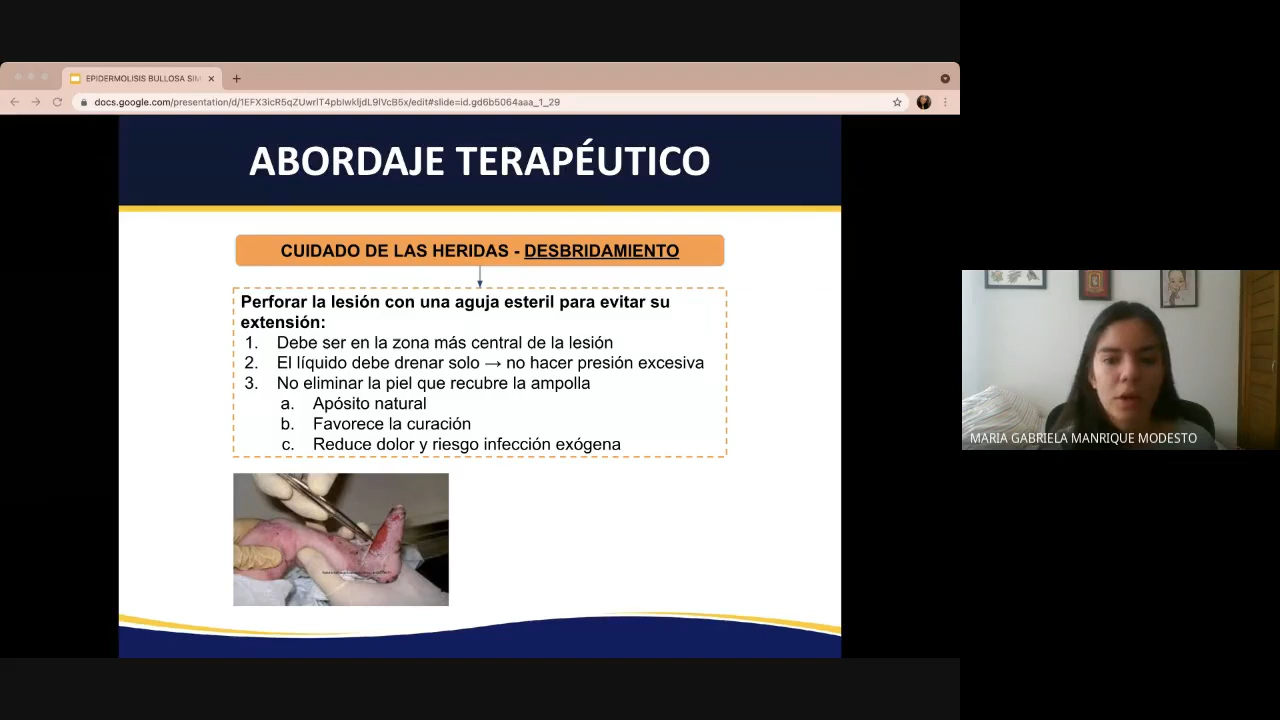 EPIDERMOLISIS BULLOSA SIM
docs.google.com/presentation/d/1EFX3icR5qZUwrlT4pblwkljdL9lVcB5x/edit#slide=id.gd6b5064aaa_1_29
ABORDAJE TERAPÉUTICO
CUIDADO DE LAS HERIDAS - DESBRIDAMIENTO
Perforar la lesión con una aguja esteril para evitar su
extensión:
1. Debe ser en la zona más central de la lesión
2. El líquido debe drenar solo → no hacer presión excesiva
3. No eliminar la piel que recubre la ampolla
a. Apósito natural
b. Favorece la curación
c. Reduce dolor y riesgo infección exógena
MARIA GABRIELA MANRIQUE MODESTO